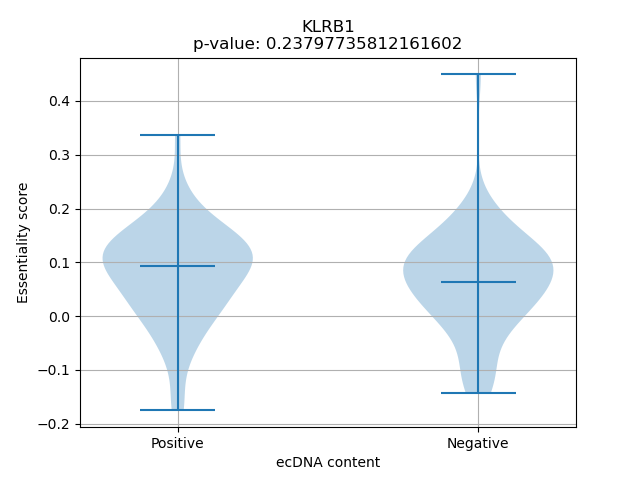 KLRB1
p-value: 0.23797735812161602
Essentiality score
0.4
0.3
0.2
0.1
0.0
−0.1
−0.2
Positive
Negative
ecDNA content